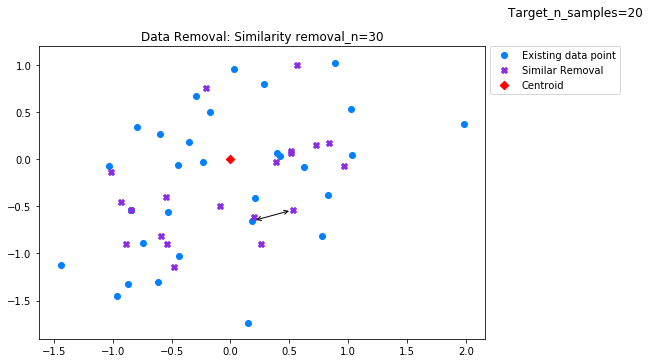 Target_n_samples=20
Data Removal: Similarity removal_n=30
Existing data point
Similar Removal
Centroid
1.0
0.5
0.0
−0.5
−1.0
−1.5
−1.5 −1.0 −0.5 0.0 0.5 1.0 1.5 2.0